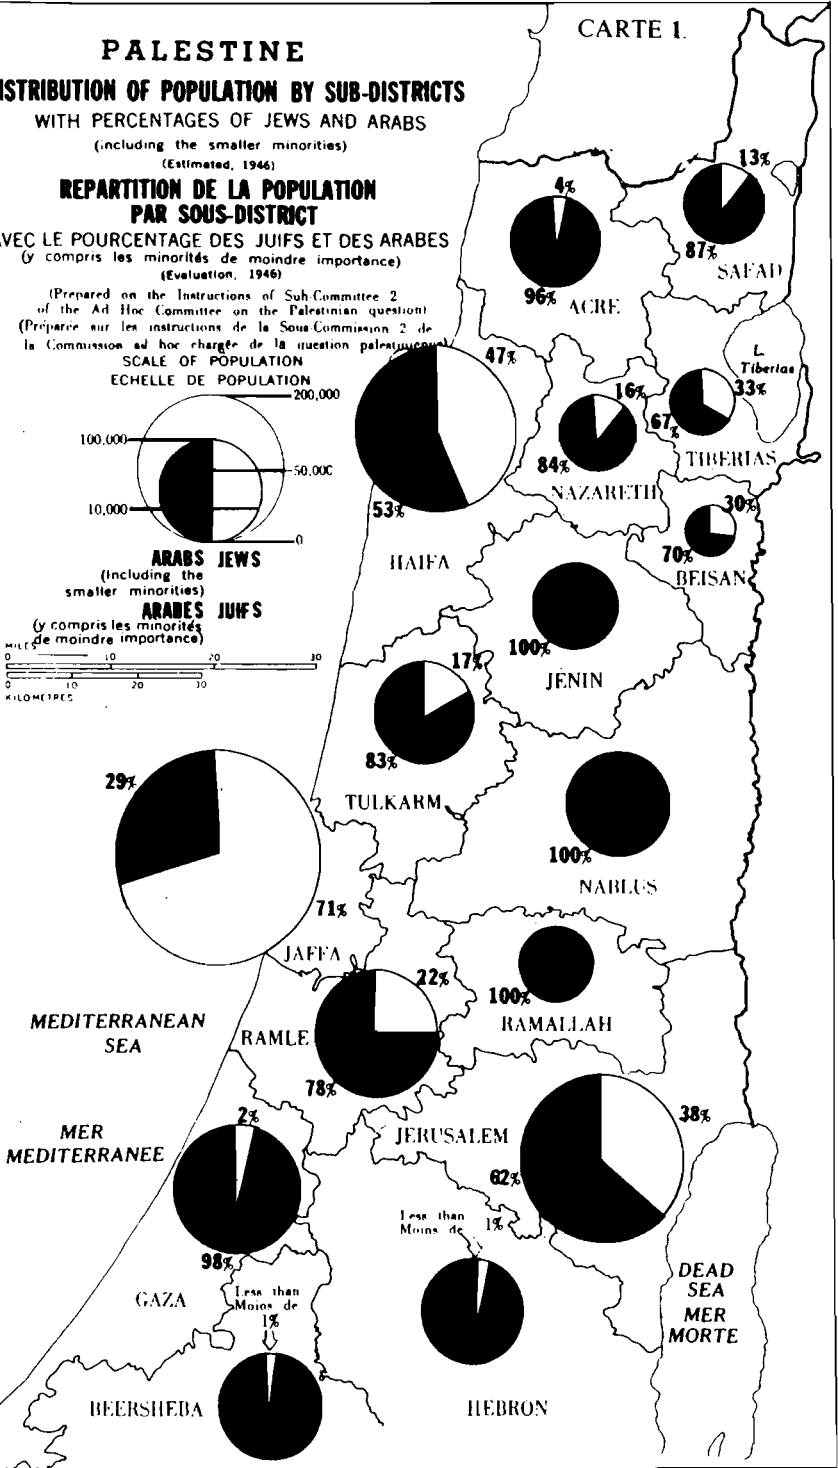 CARTE 1.
PALESTINE
ISTRIBUTION OF POPULATION BY SUB-DISTRICTS
WITH PERCENTAGES OF JEWS AND ARABS
(including the smaller minorities)
(Estimated, 1946)
REPARTITION DE LA POPULATION
PAR SOUS-DISTRICT
AVEC LE POURCENTAGE DES JUIFS ET DES ARABES
(y compris les minorités de moindre importance)
(Evaluation, 1946)
(Prepared on the Instructions of Sub-Committee 2
of the Ad Hoc Committee on the Palestinian question)
(Préparée sur les instructions de la Sous-Commission 2 de
la Commission ad hoc chargée de la question palestinienne)
SCALE OF POPULATION
ECHELLE DE POPULATION
200,000
100,000
50,000
10,000
0
ARABS JEWS
(Including the
smaller minorities)
ARABES JUIFS
(y compris les minorités
de moindre importance)
MILES
0 20 30
0 10 20 30
KILOMETRES
13%
87%
SAFAD
4%
96%
ACRE
L.
Tiberias
47%
53%
HAIFA
16%
84%
NAZARETH
33%
67%
TIBERIAS
30%
70%
BEISAN
100%
JENIN
17%
83%
TULKARM
29%
71%
JAFFA
100%
NABLUS
22%
78%
RAMLE
100%
RAMALLAH
MEDITERRANEAN
SEA
MER
MEDITERRANEE
38%
62%
JERUSALEM
2%
98%
GAZA
Less than
Moins de 1%
HEBRON
Less than
Moins de
1%
BEERSHEBA
DEAD
SEA
MER
MORTE